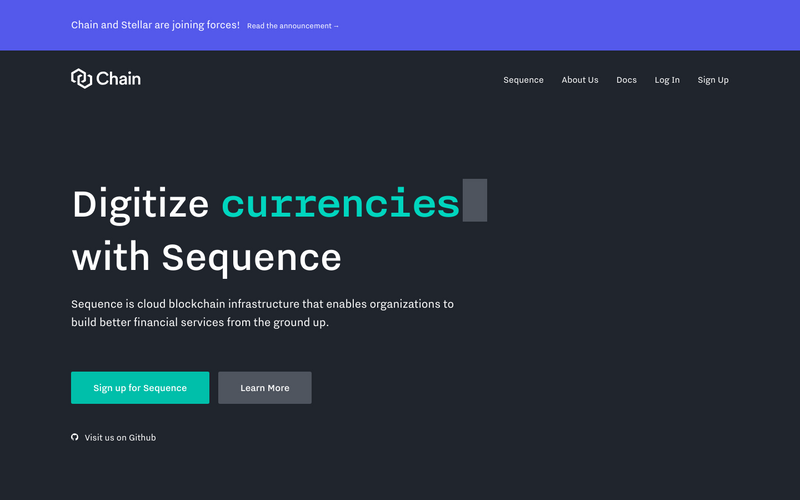 Chain and Stellar are joining forces! Read the announcement →
Chain
Sequence About Us Docs Log In Sign Up
Digitize currencies
with Sequence
Sequence is cloud blockchain infrastructure that enables organizations to
build better financial services from the ground up.
Sign up for Sequence Learn More
Visit us on Github